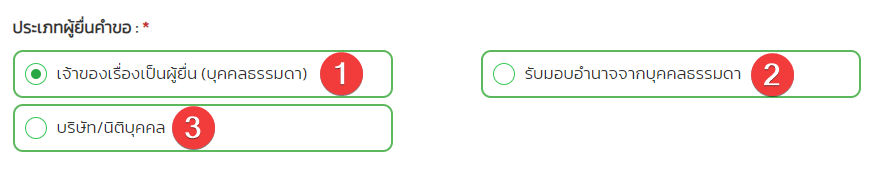 ประเภทผู้ยื่นคำขอ : *
เจ้าของเรื่องเป็นผู้ยื่น (บุคคลธรรมดา) 1
รับมอบอำนาจจากบุคคลธรรมดา 2
บริษัท/นิติบุคคล 3